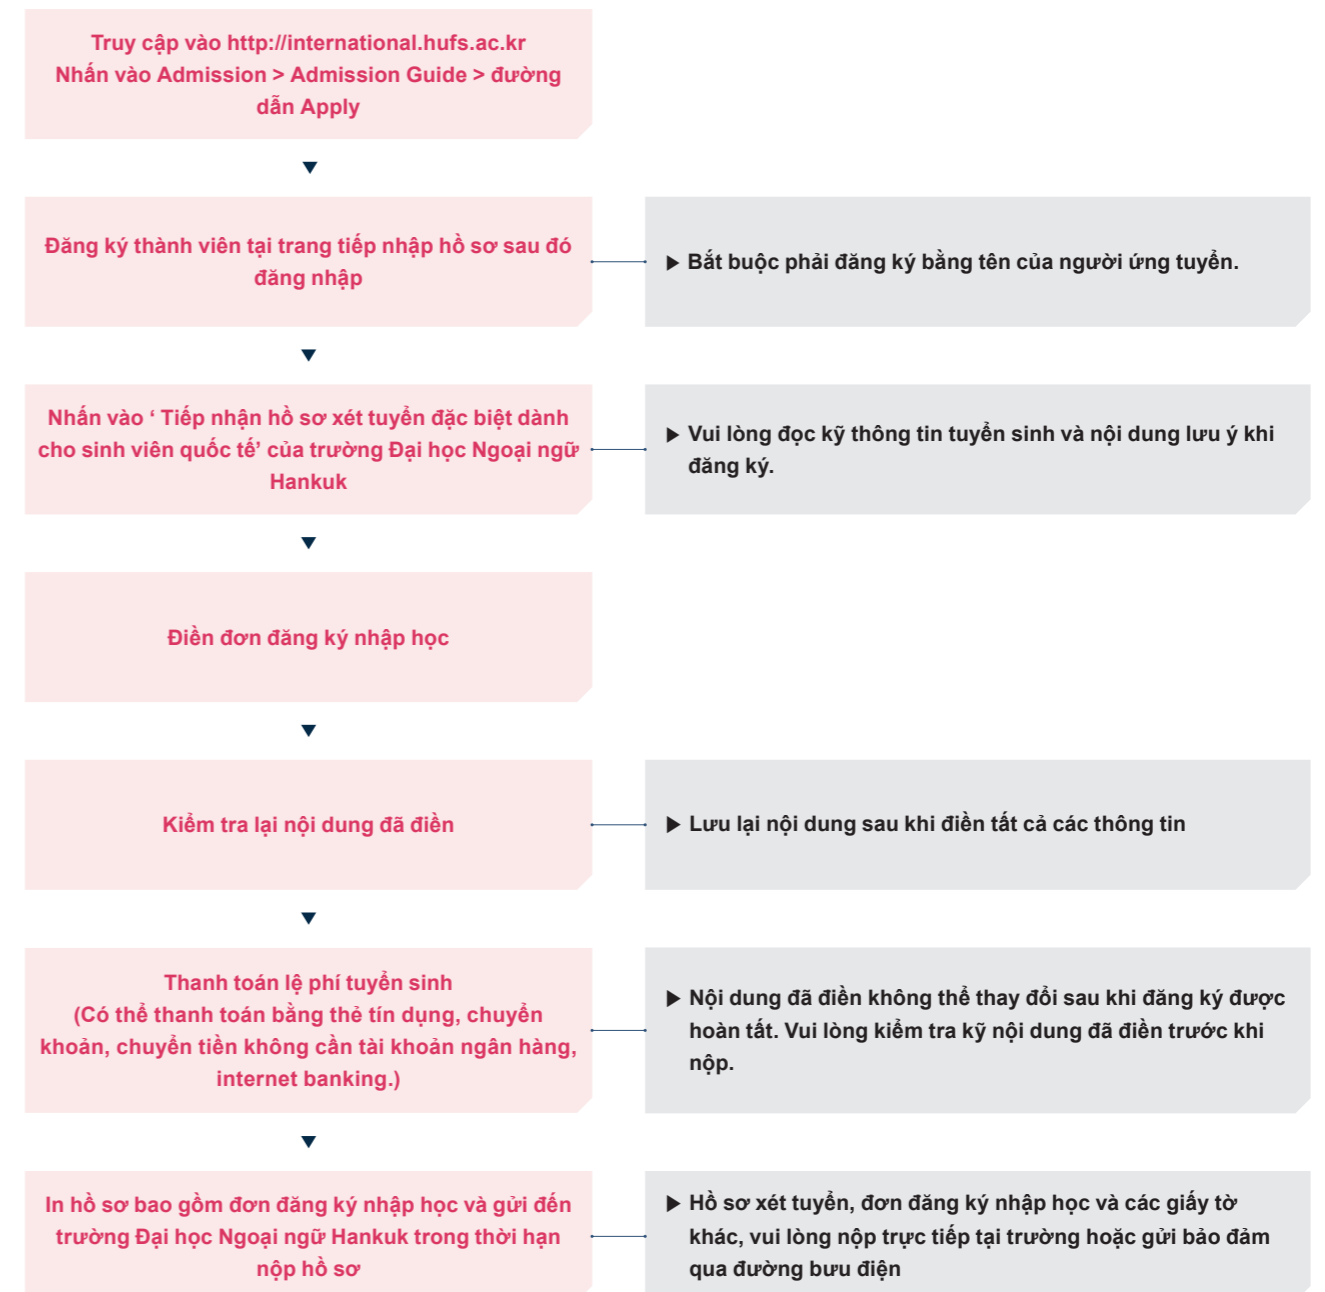 Truy cập vào http://international.hufs.ac.kr
Nhấn vào Admission > Admission Guide > đường
dẫn Apply
▼
Đăng ký thành viên tại trang tiếp nhập hồ sơ sau đó
đăng nhập
▶ Bắt buộc phải đăng ký bằng tên của người ứng tuyển.
▼
Nhấn vào ‘ Tiếp nhận hồ sơ xét tuyển đặc biệt dành
cho sinh viên quốc tế’ của trường Đại học Ngoại ngữ
Hankuk
▶ Vui lòng đọc kỹ thông tin tuyển sinh và nội dung lưu ý khi
đăng ký.
▼
Điền đơn đăng ký nhập học
▼
Kiểm tra lại nội dung đã điền
▶ Lưu lại nội dung sau khi điền tất cả các thông tin
▼
Thanh toán lệ phí tuyển sinh
(Có thể thanh toán bằng thẻ tín dụng, chuyển
khoản, chuyển tiền không cần tài khoản ngân hàng,
internet banking.)
▶ Nội dung đã điền không thể thay đổi sau khi đăng ký được
hoàn tất. Vui lòng kiểm tra kỹ nội dung đã điền trước khi
nộp.
▼
In hồ sơ bao gồm đơn đăng ký nhập học và gửi đến
trường Đại học Ngoại ngữ Hankuk trong thời hạn
nộp hồ sơ
▶ Hồ sơ xét tuyển, đơn đăng ký nhập học và các giấy tờ
khác, vui lòng nộp trực tiếp tại trường hoặc gửi bảo đảm
qua đường bưu điện